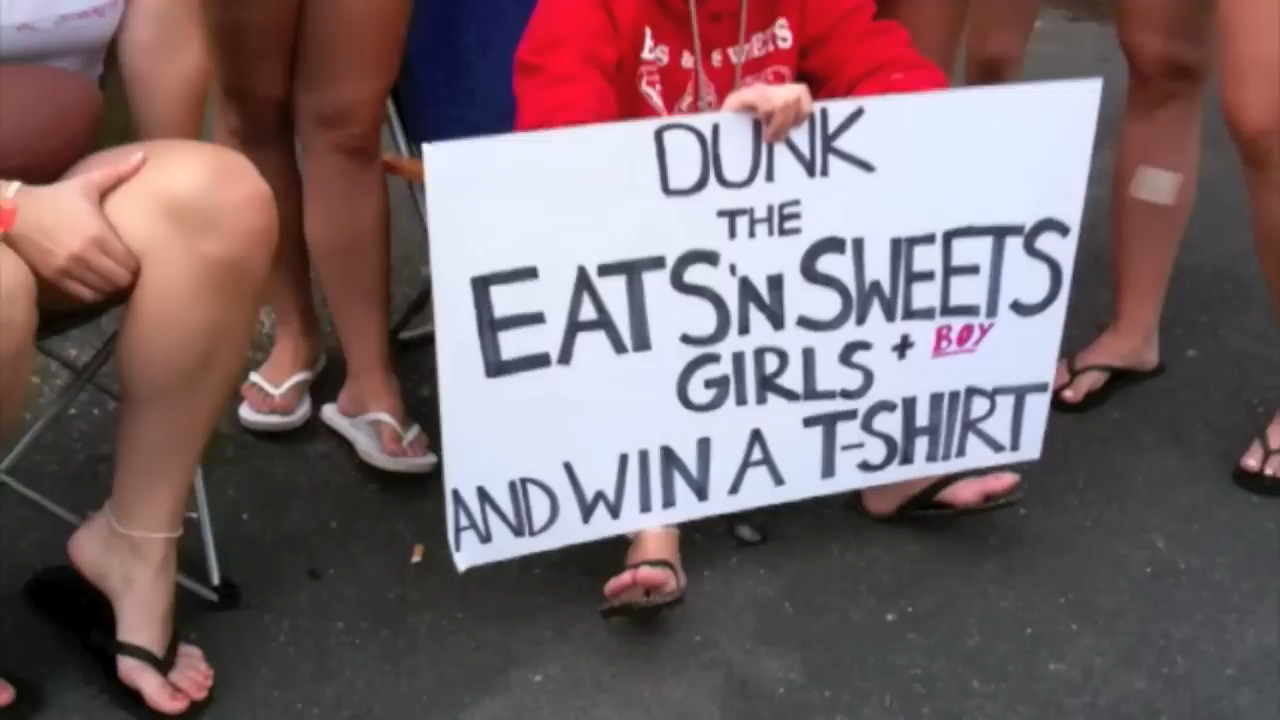 DUNK
THE
EATS'N SWEETS
GIRLS + BOY
AND WIN A T-SHIRT